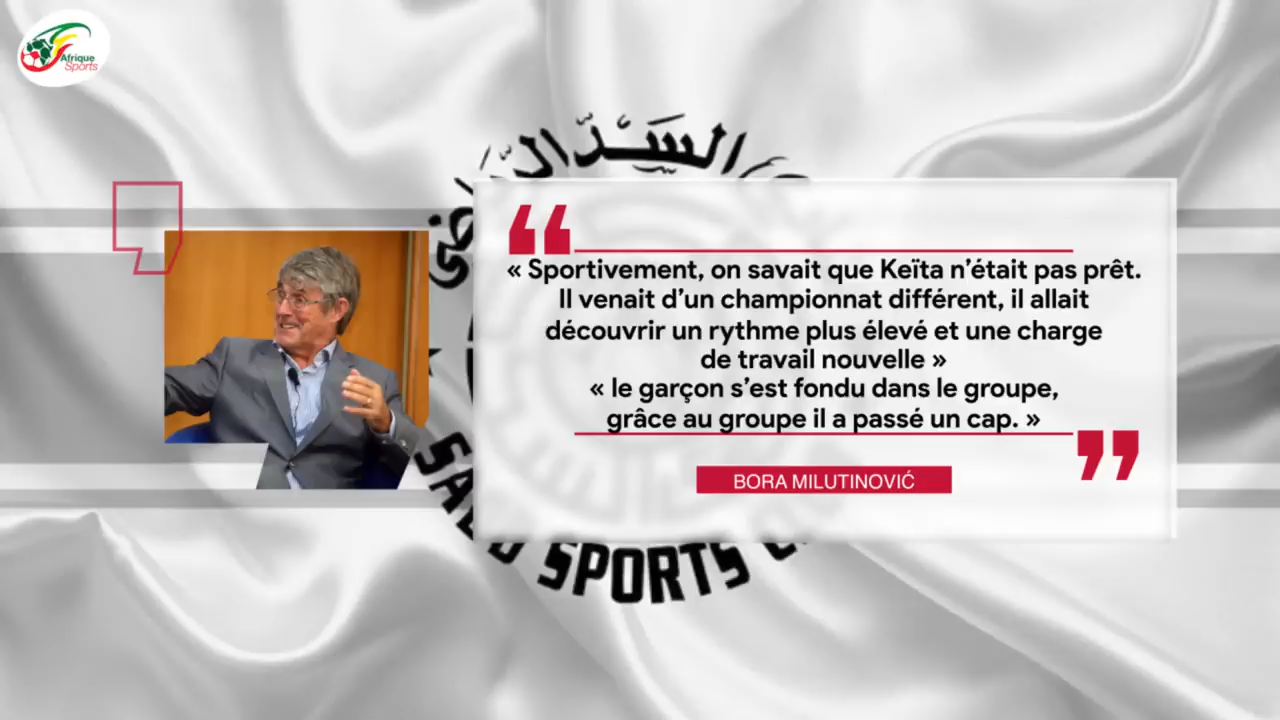 Afrique
Sports
السد
« Sportivement, on savait que Keïta n’était pas prêt.
Il venait d’un championnat différent, il allait
découvrir un rythme plus élevé et une charge
de travail nouvelle »
« le garçon s’est fondu dans le groupe,
grâce au groupe il a passé un cap. »
BORA MILUTINOVIĆ
SPORTS